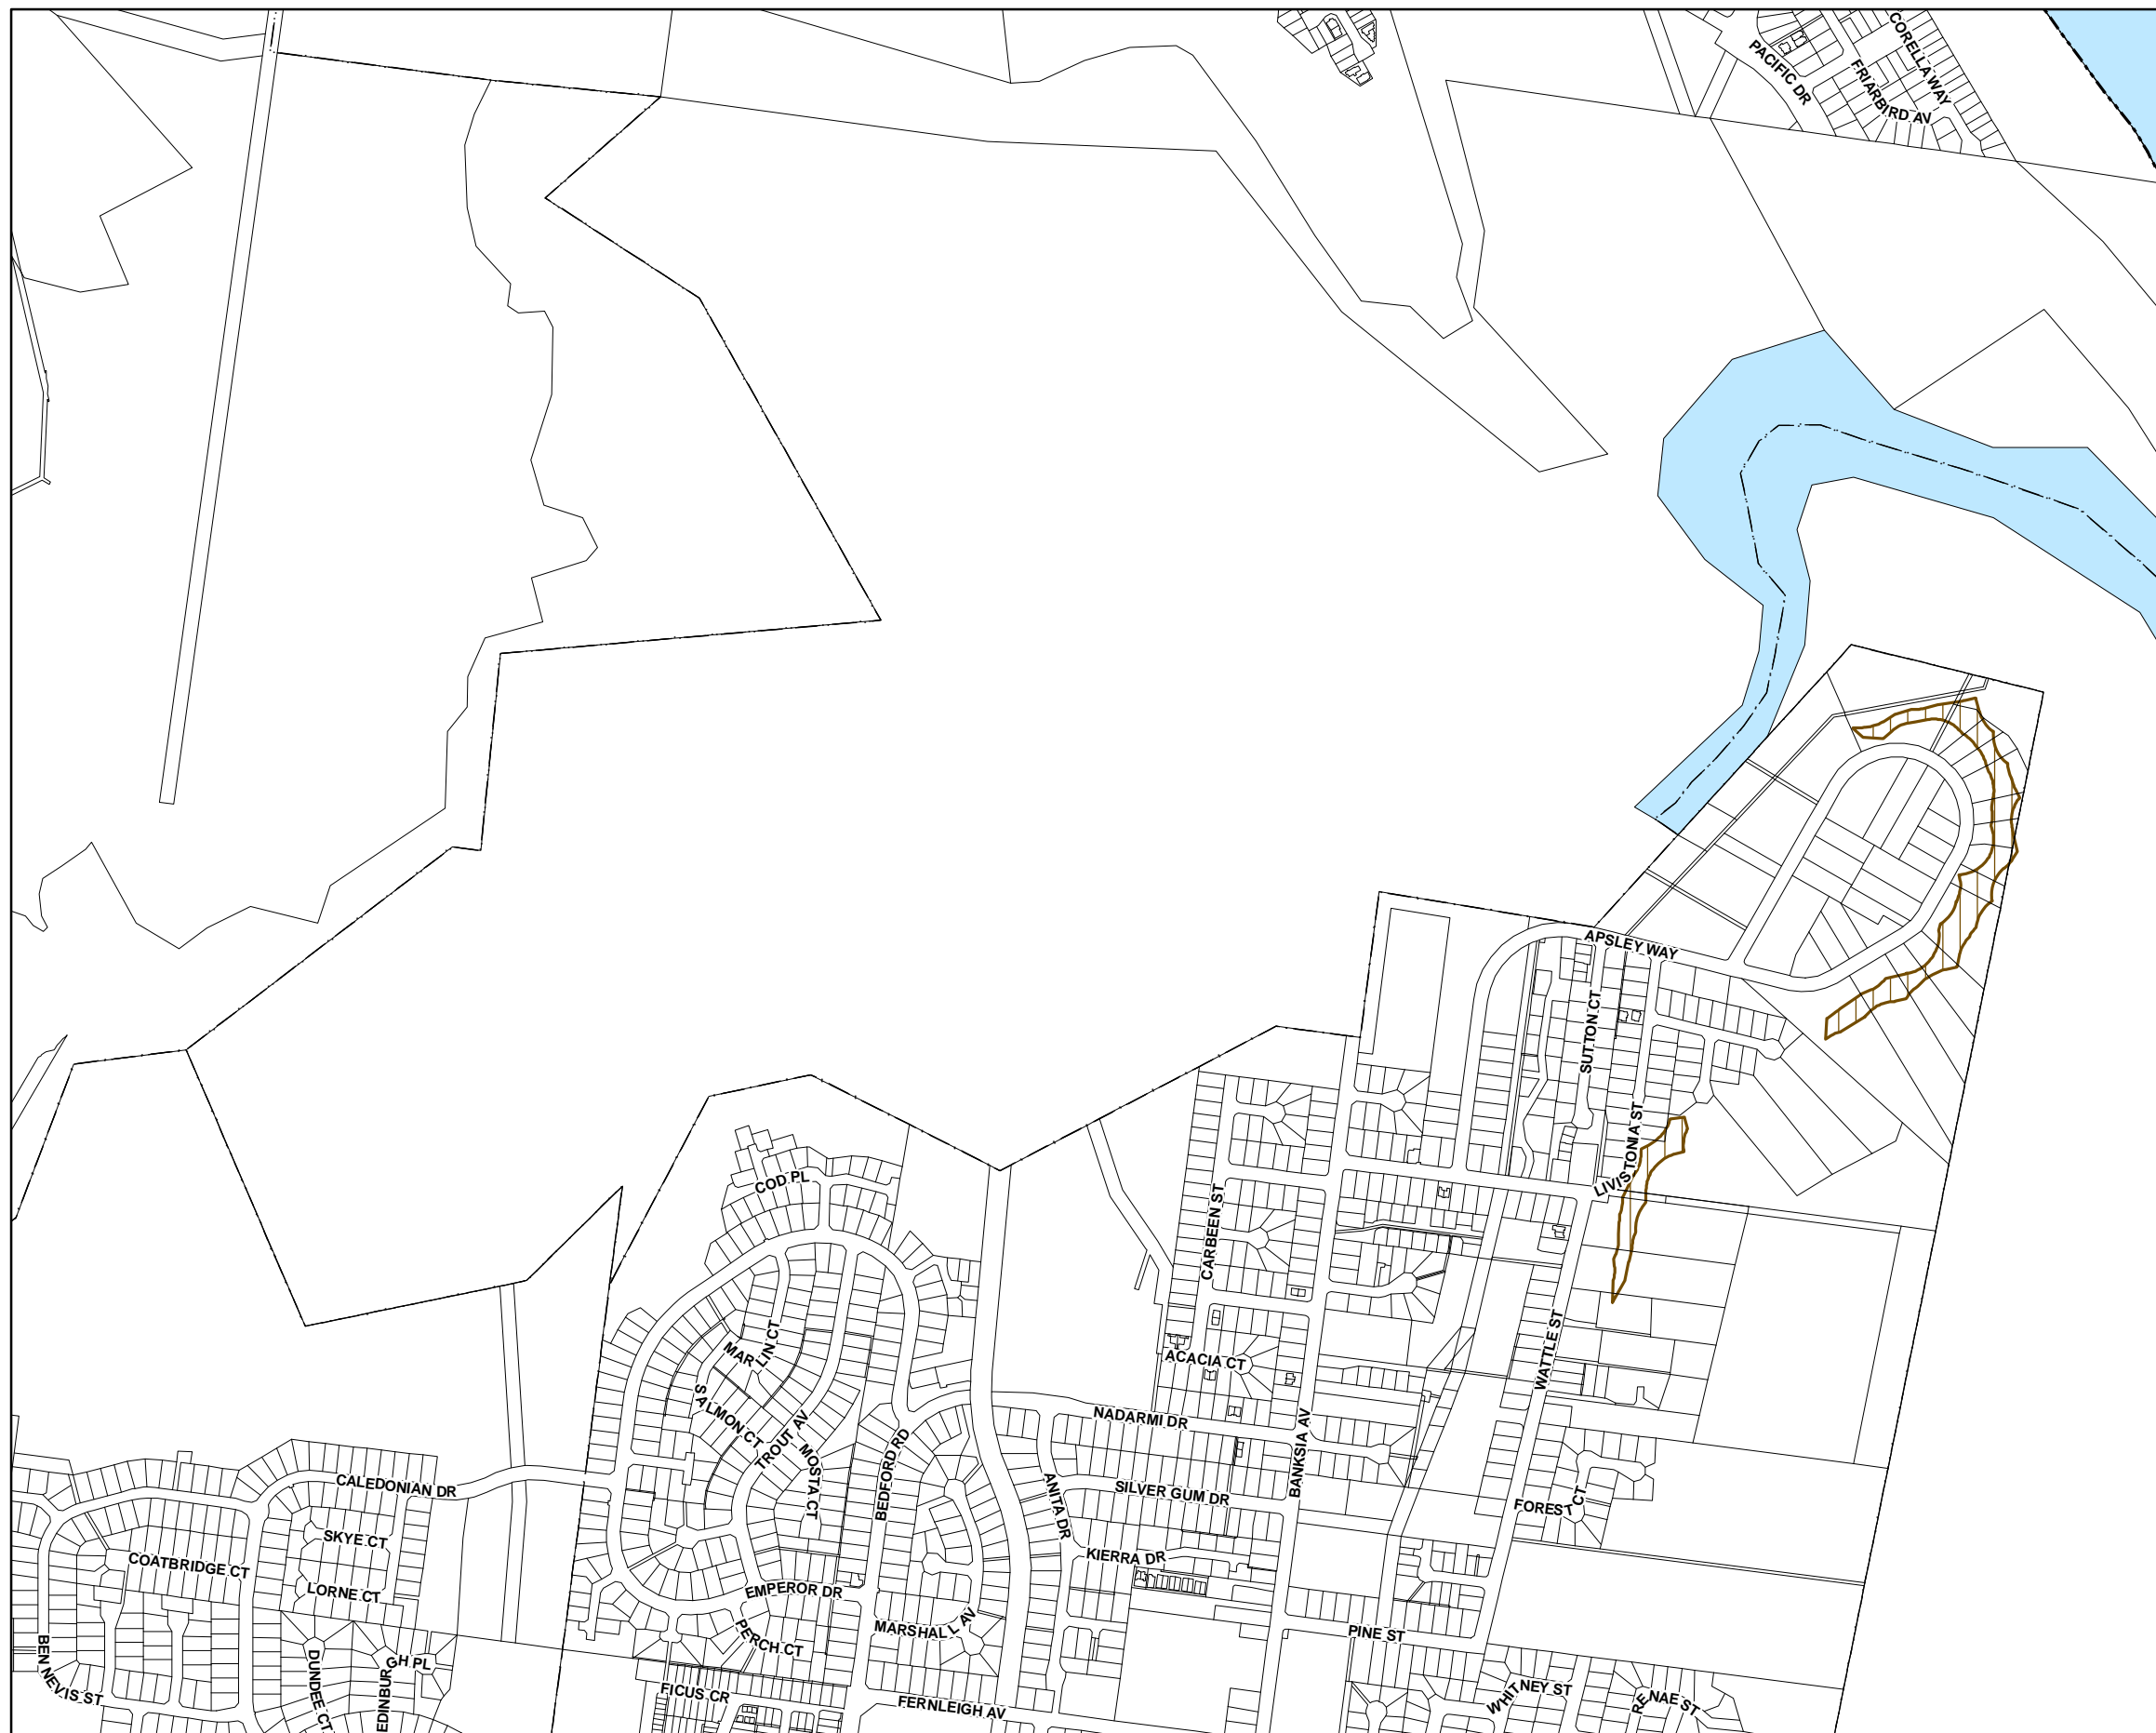 CORELLA WAY
PACIFIC DR
FRIARBIRD AV
APSLEY WAY
SUTTON CT
LIVISTONIA ST
COD PL
CARBEEN ST
WATTLE ST
MARLIN CT
ACACIA CT
SALMON CT
TROUT AV
MOSTA CT
BEDFORD RD
NADARMI DR
BANKSIA AV
CALEDONIAN DR
ANITA DR
SILVER GUM DR
FOREST CT
SKYE CT
COATBRIDGE CT
KIERRA DR
LORNE CT
EMPEROR DR
MARSHALL AV
PERCH CT
PINE ST
BEN NEVIS ST
DUNDEE CT
EDINBURGH PL
FICUS CR
FERNLEIGH AV
WHITNEY ST
RENAE ST